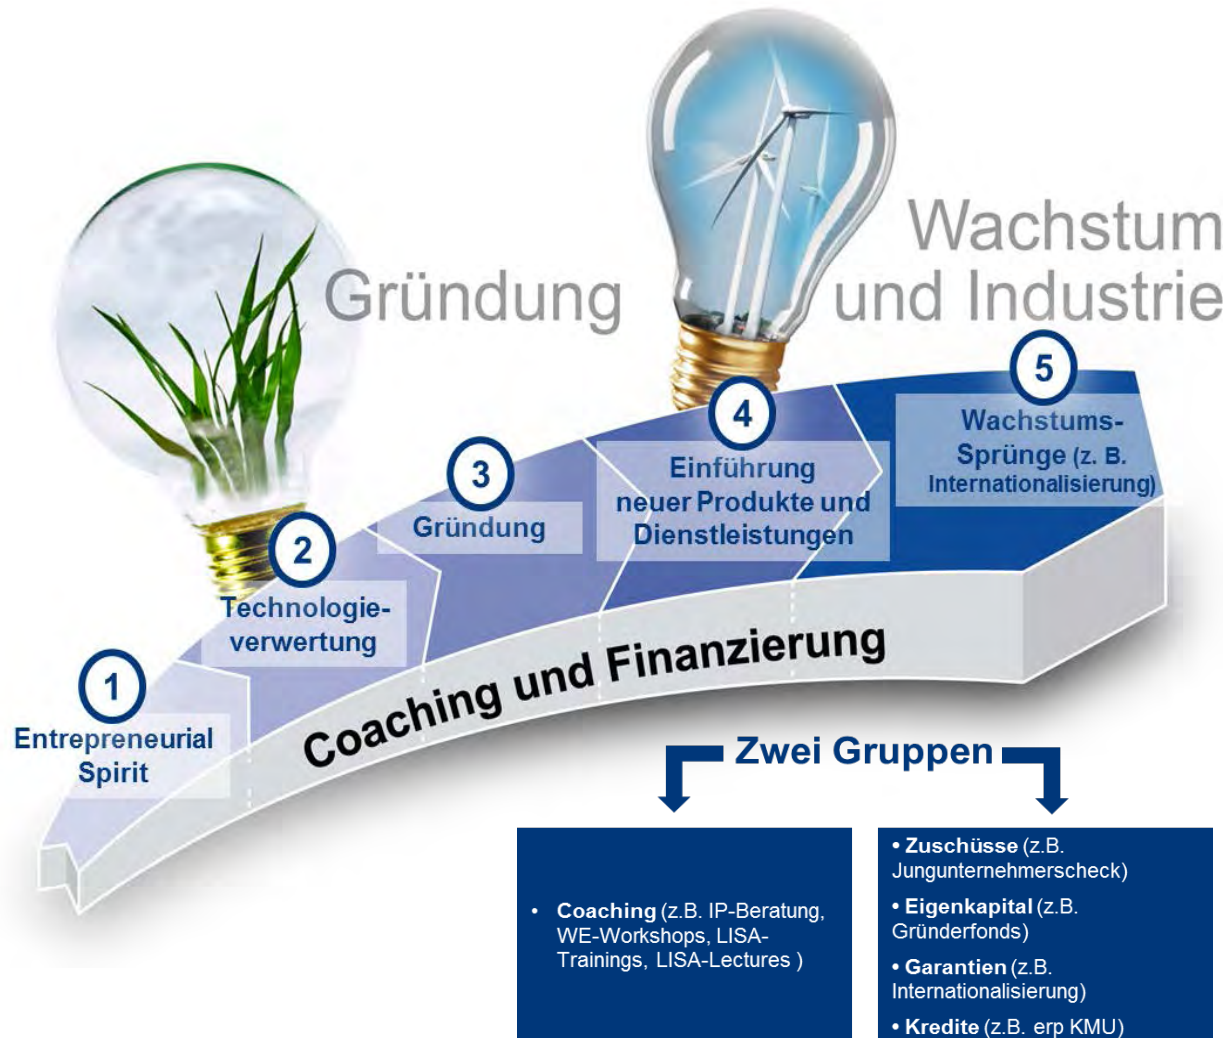 Gründung
Wachstum
und Industrie
1
Entrepreneurial
Spirit
2
Technologie-
verwertung
3
Gründung
4
Einführung
neuer Produkte und
Dienstleistungen
5
Wachstums-
Sprünge (z. B.
Internationalisierung)
Coaching und Finanzierung
Zwei Gruppen
• Coaching (z.B. IP-Beratung,
WE-Workshops, LISA-
Trainings, LISA-Lectures )
• Zuschüsse (z.B.
Jungunternehmerscheck)
• Eigenkapital (z.B.
Gründerfonds)
• Garantien (z.B.
Internationalisierung)
• Kredite (z.B. erp KMU)